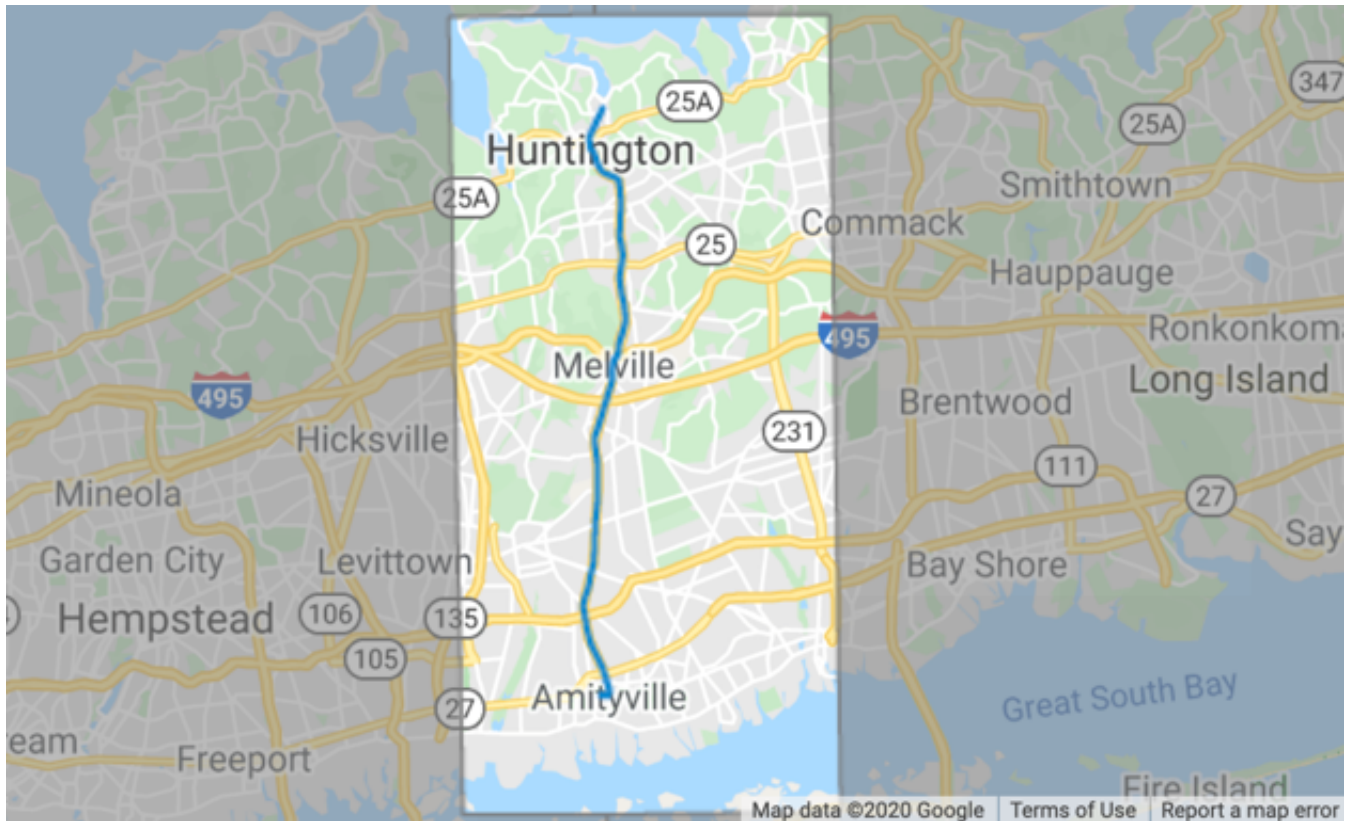 347
25A
25A
Huntington
Smithtown
25A
Commack
25
Hauppauge
Ronkonkoma
495
Melville
Long Island
495
Brentwood
231
Hicksville
111
Mineola
27
Say
Garden City
Levittown
Bay Shore
Hempstead
106
135
105
Great South Bay
Amityville
27
ream
Freeport
Fire Island
Map data ©2020 Google
Terms of Use
Report a map error